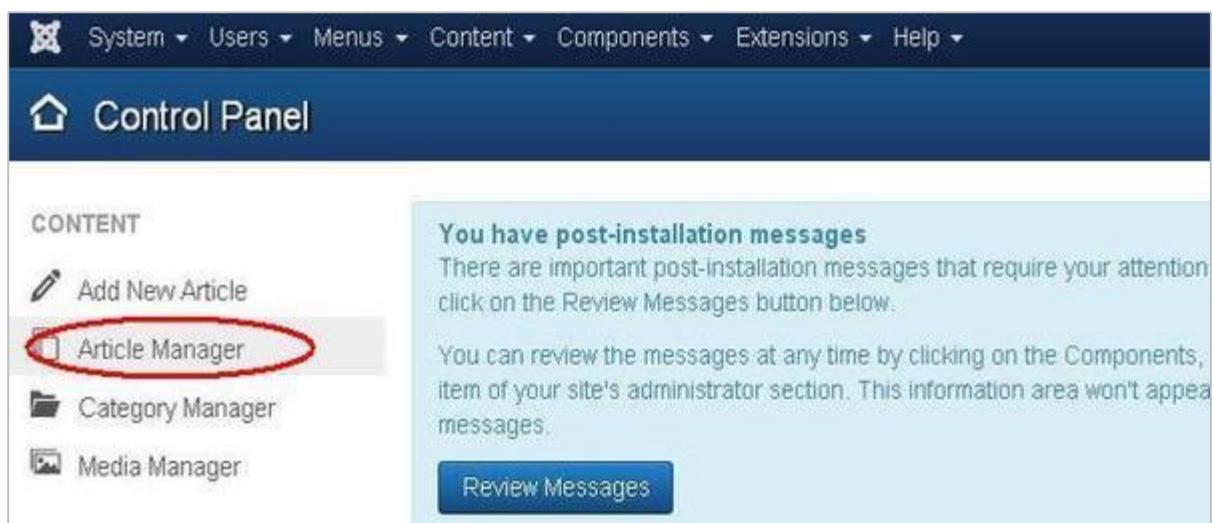 System Users Menus Content Components Extensions Help
Control Panel
CONTENT
Add New Article
Article Manager
Category Manager
Media Manager
You have post-installation messages
There are important post-installation messages that require your attention
click on the Review Messages button below.
You can review the messages at any time by clicking on the Components,
item of your site's administrator section. This information area won't appea
messages.
Review Messages